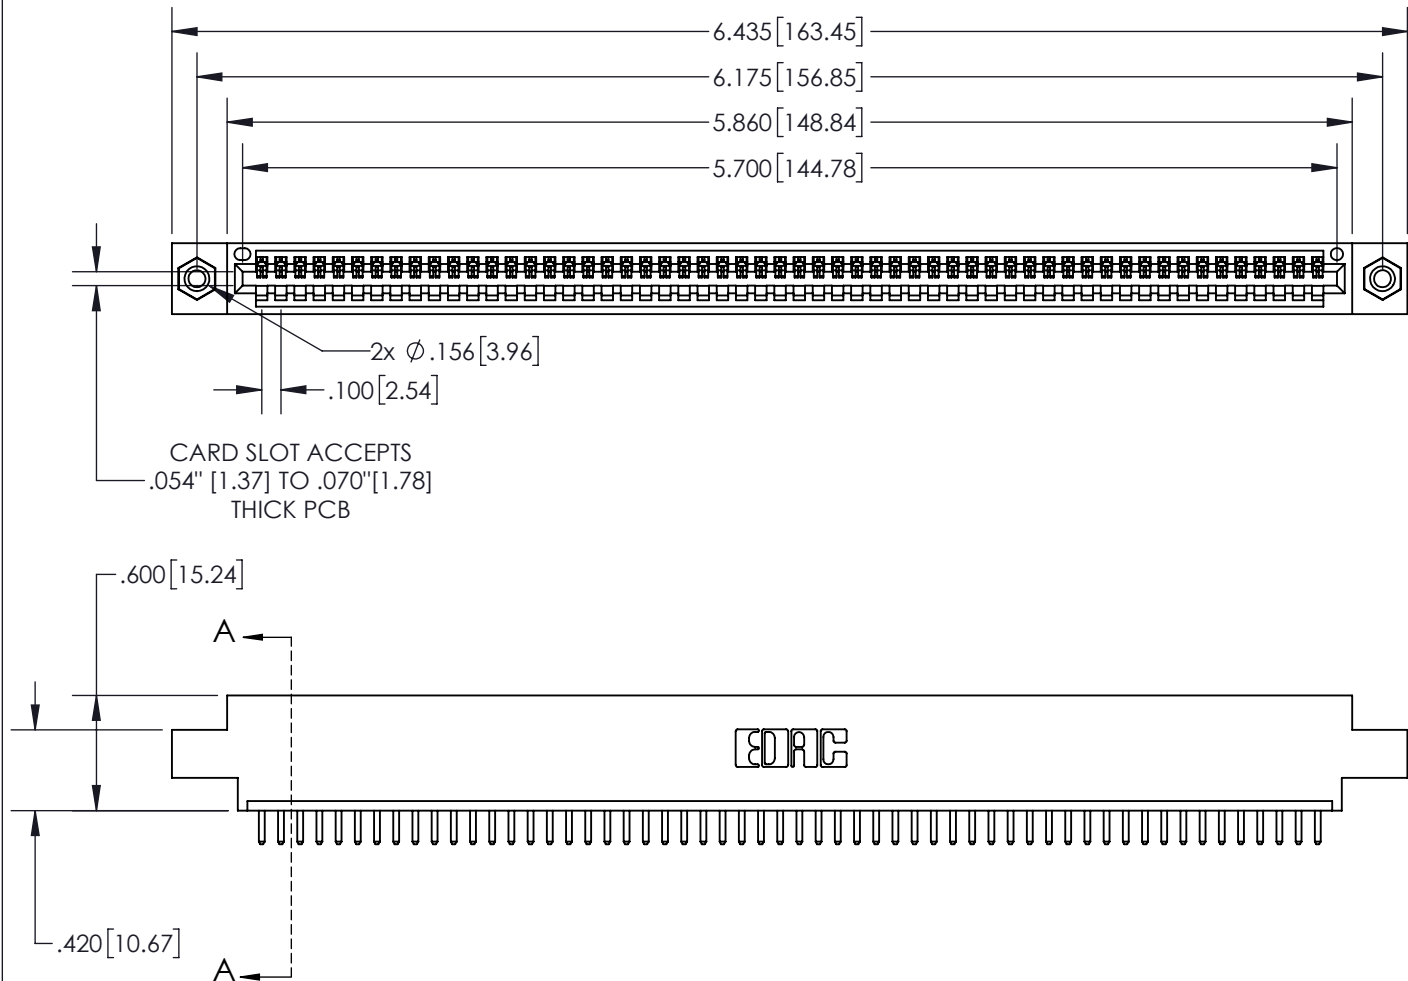 6.435[163.45]
6.175[156.85]
5.860[148.84]
5.700[144.78]
2x Ø.156[3.96]
.100[2.54]
CARD SLOT ACCEPTS
.054" [1.37] TO .070"[1.78]
THICK PCB
.600[15.24]
A
EDAC
.420[10.67]
A